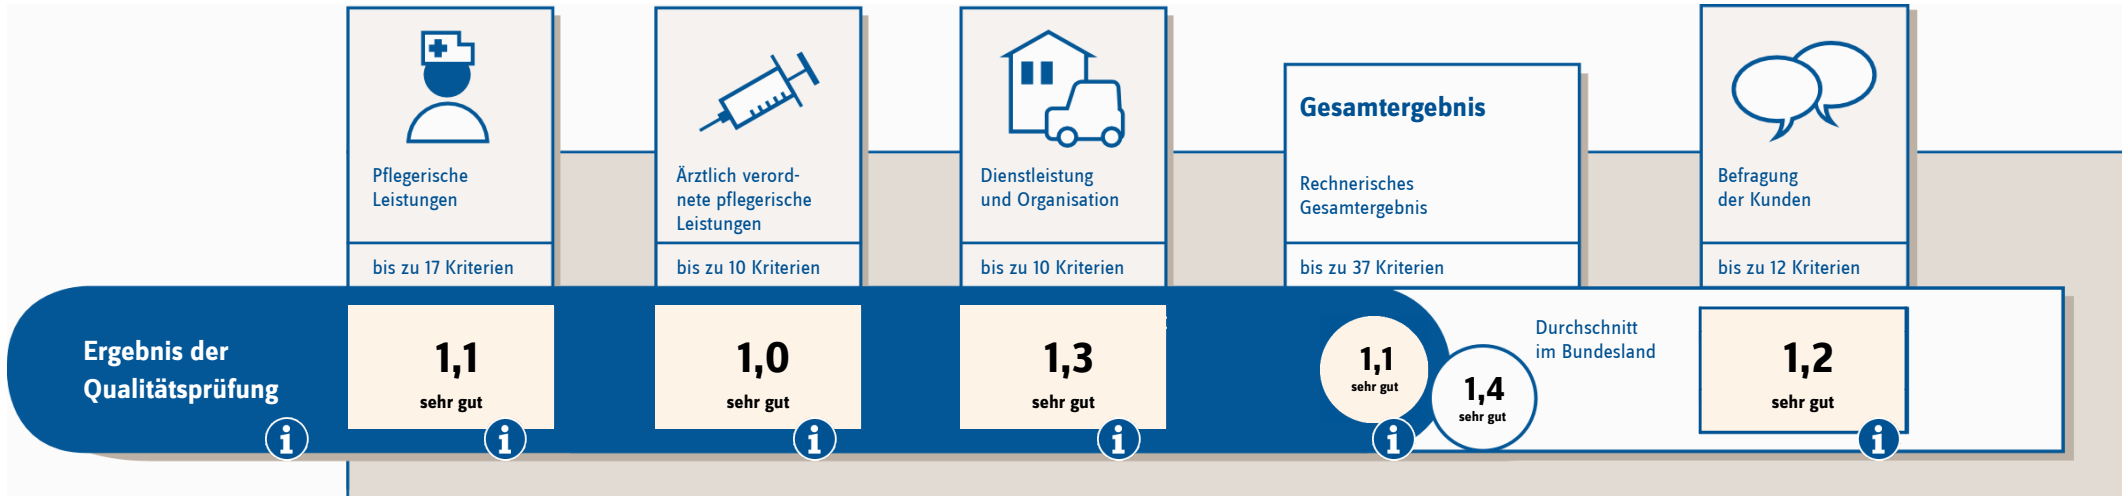 Pflegerische
Leistungen
bis zu 17 Kriterien
Ärztlich verord-
nete pflegerische
Leistungen
bis zu 10 Kriterien
Dienstleistung
und Organisation
bis zu 10 Kriterien
Gesamtergebnis
Rechnerisches
Gesamtergebnis
bis zu 37 Kriterien
Befragung
der Kunden
bis zu 12 Kriterien
Ergebnis der
Qualitätsprüfung
i
1,1
sehr gut
i
1,0
sehr gut
i
1,3
sehr gut
i
1,1
sehr gut
i
1,4
sehr gut
Durchschnitt
im Bundesland
1,2
sehr gut
i